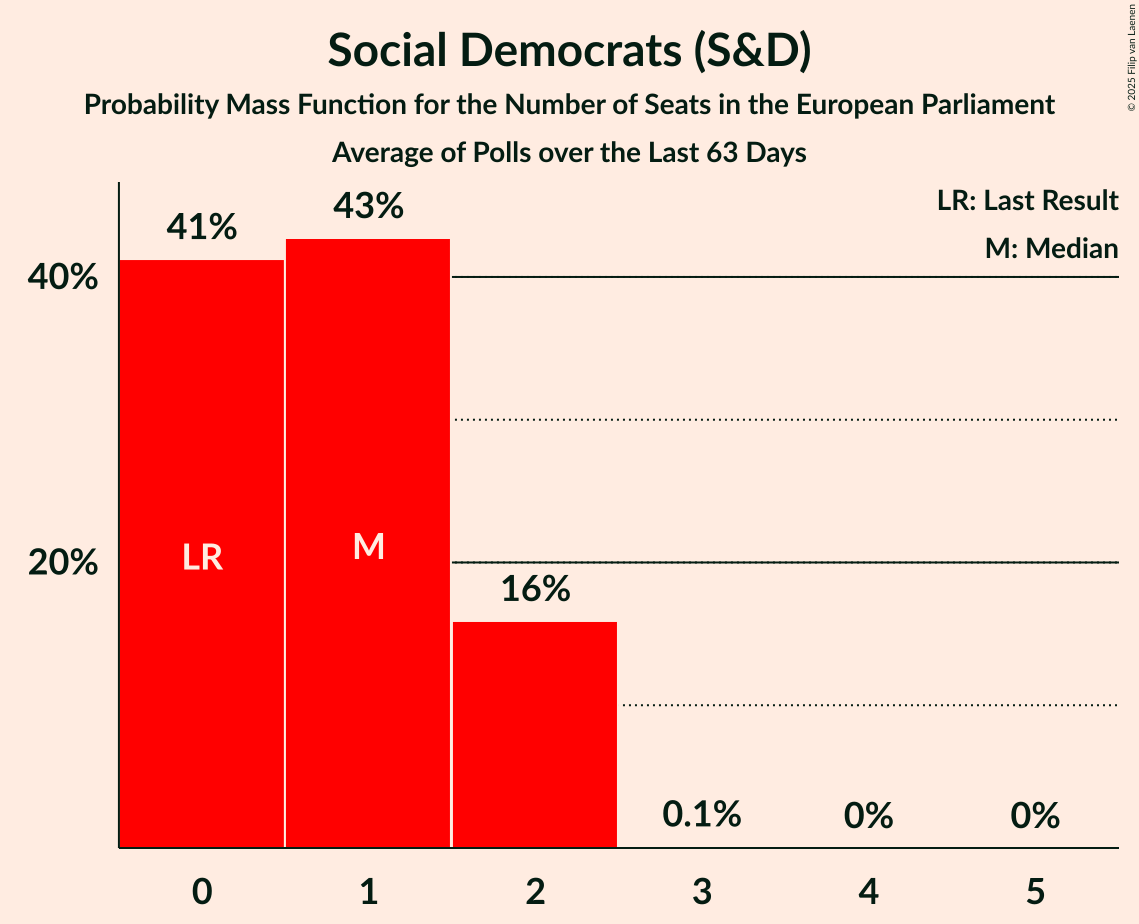 Social Democrats (S&D)
Probability Mass Function for the Number of Seats in the European Parliament
Average of Polls over the Last 63 Days
© 2025 Filip van Laenen
LR: Last Result
M: Median
41%
43%
40%
LR
M
20%
16%
0.1%
0%
0%
0
1
2
3
4
5